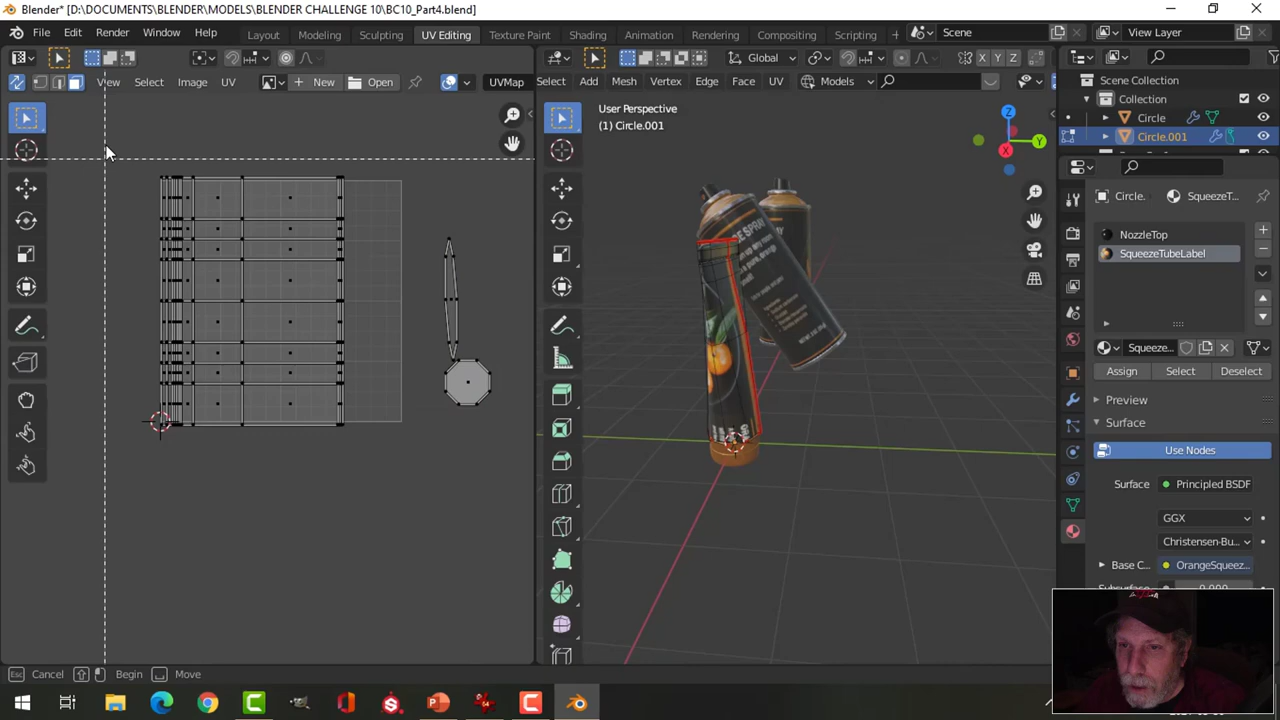 Blender* [D:\DOCUMENTS\BLENDER\MODELS\BLENDER CHALLENGE 10\BC10_Part4.blend]
File Edit Render Window Help Layout Modeling Sculpting UV Editing Texture Paint Shading Animation Rendering Compositing Scripting Scene View Layer
Global X Y Z
View Select Image UV New Open UVMap
Select Add Mesh Vertex Edge Face UV Models
User Perspective
(1) Circle.001
Z
Y
X
Scene Collection
Collection
Circle
Circle.001
Circle. SqueezeT...
NozzleTop
SqueezeTubeLabel
Squeeze...
Assign Select Deselect
Preview
Surface
Use Nodes
Surface Principled BSDF
GGX
Christensen-Bu...
Base C... OrangeSqueez...
Subsurface 0.000
Esc Cancel Begin Move